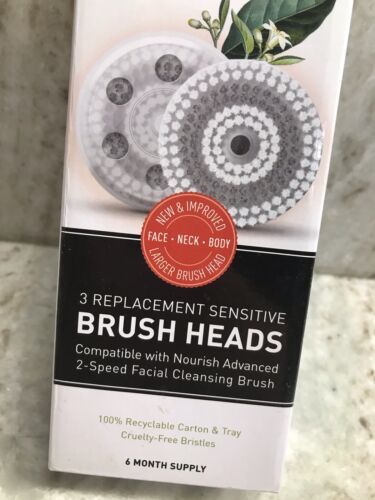 NEW & IMPROVED
FACE • NECK • BODY
LARGER BRUSH HEAD
3 REPLACEMENT SENSITIVE
BRUSH HEADS
Compatible with Nourish Advanced
2-Speed Facial Cleansing Brush
100% Recyclable Carton & Tray
Cruelty-Free Bristles
6 MONTH SUPPLY